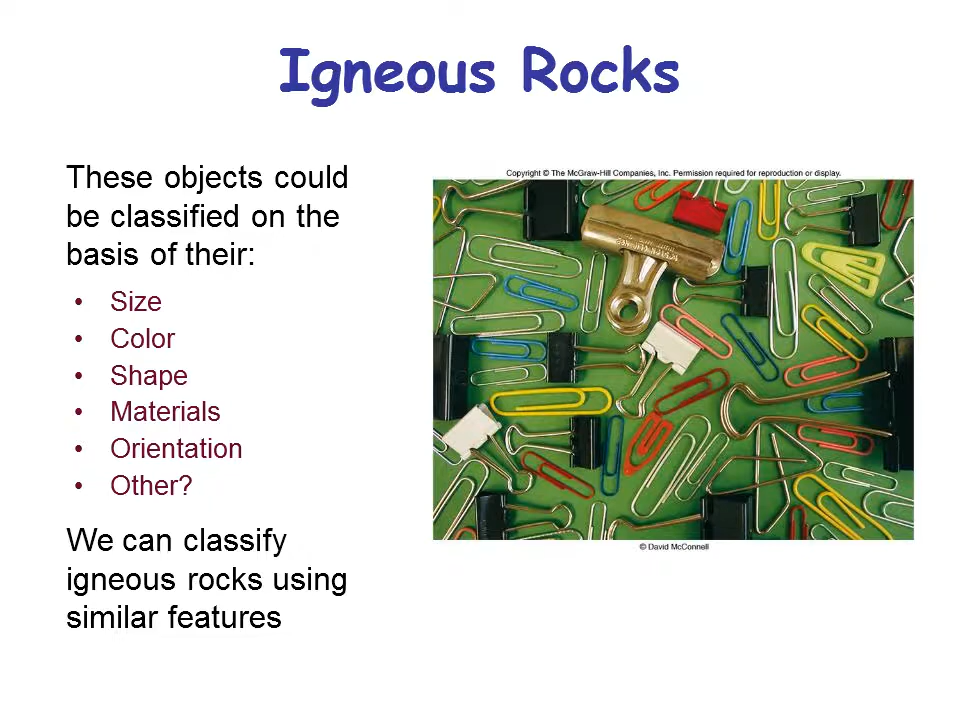 Igneous Rocks
These objects could
be classified on the
basis of their:
• Size
• Color
• Shape
• Materials
• Orientation
• Other?
We can classify
igneous rocks using
similar features
Copyright © The McGraw-Hill Companies, Inc. Permission required for reproduction or display.
© David McConnell